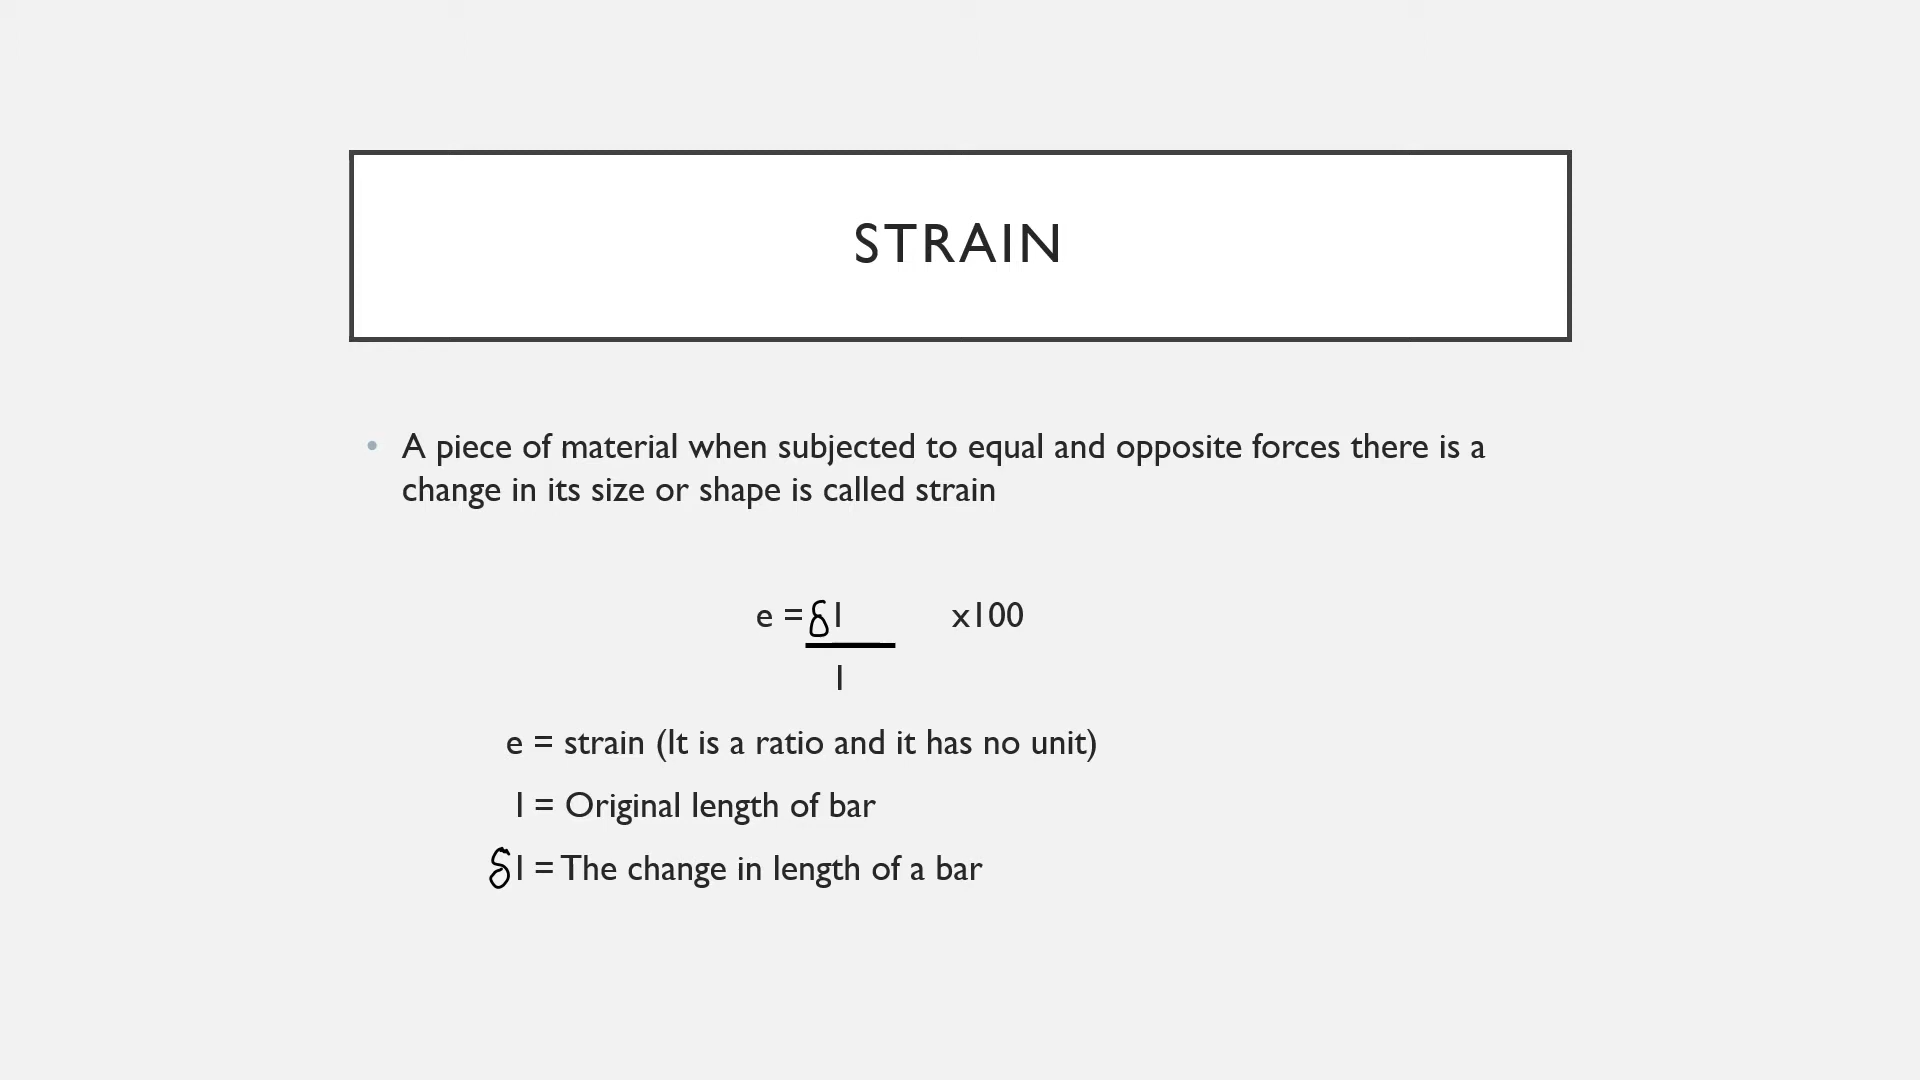 STRAIN
• A piece of material when subjected to equal and opposite forces there is a
change in its size or shape is called strain
e = δl x100
l
e = strain (It is a ratio and it has no unit)
l = Original length of bar
δl = The change in length of a bar